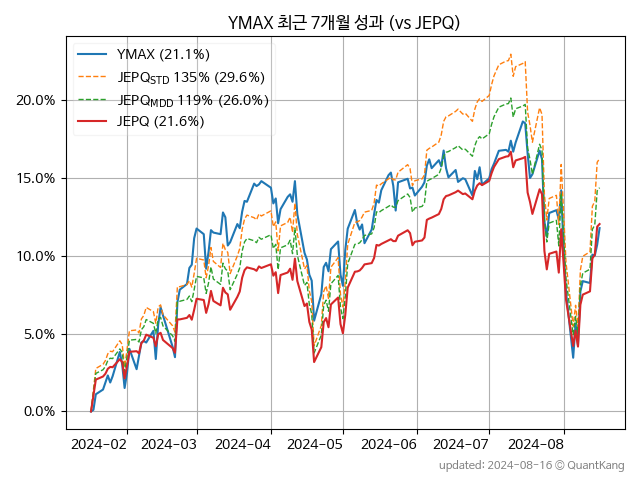 YMAX 최근 7개월 성과 (vs JEPQ)
YMAX (21.1%)
JEPQSTD 135% (29.6%)
JEPQMDD 119% (26.0%)
JEPQ (21.6%)
20.0%
15.0%
10.0%
5.0%
0.0%
2024-02 2024-03 2024-04 2024-05 2024-06 2024-07 2024-08
updated: 2024-08-16 © QuantKang